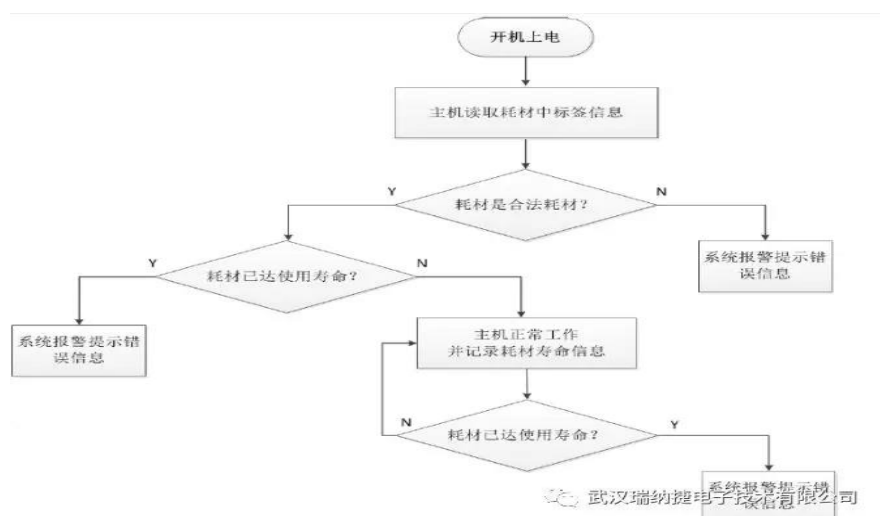 开机上电
主机读取耗材中标签信息
Y
N
耗材是合法耗材？
系统报警提示错
误信息
Y
N
耗材已达使用寿命？
系统报警提示错
误信息
主机正常工作
并记录耗材寿命信息
N
Y
耗材已达使用寿命？
系统报警提示错
误信息
武汉瑞纳捷电子技术有限公司